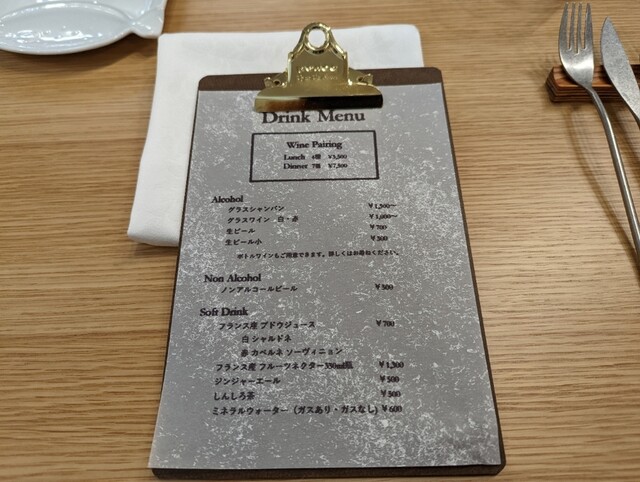 Drink Menu
Wine Pairing
Lunch 4種 ¥3,500
Dinner 7種 ¥7,500
Alcohol
グラスシャンパン ¥1,500〜
グラスワイン 白・赤 ¥1,000〜
生ビール ¥700
生ビール小 ¥500
ボトルワインもご用意できます。詳しくはお尋ねください。
Non Alcohol
ノンアルコールビール ¥500
Soft Drink
フランス産 ブドウジュース ¥700
白 シャルドネ
赤 カベルネ ソーヴィニョン
フランス産 フルーツネクター330ml瓶 ¥1,300
ジンジャーエール ¥500
しんしろ茶 ¥500
ミネラルウォーター（ガスあり・ガスなし) ¥600